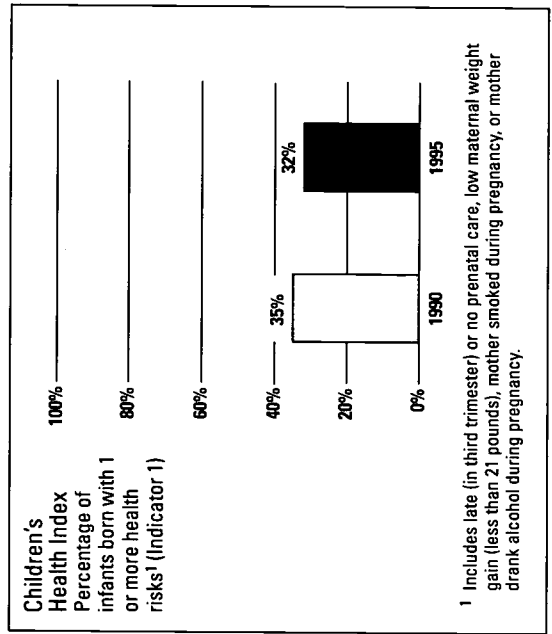 Children's
Health Index
Percentage of
infants born with 1
or more health
risks¹ (Indicator 1)
100%
80%
60%
40%
20%
0%
35%
32%
1990
1995
¹ Includes late (in third trimester) or no prenatal care, low maternal weight
gain (less than 21 pounds), mother smoked during pregnancy, or mother
drank alcohol during pregnancy.